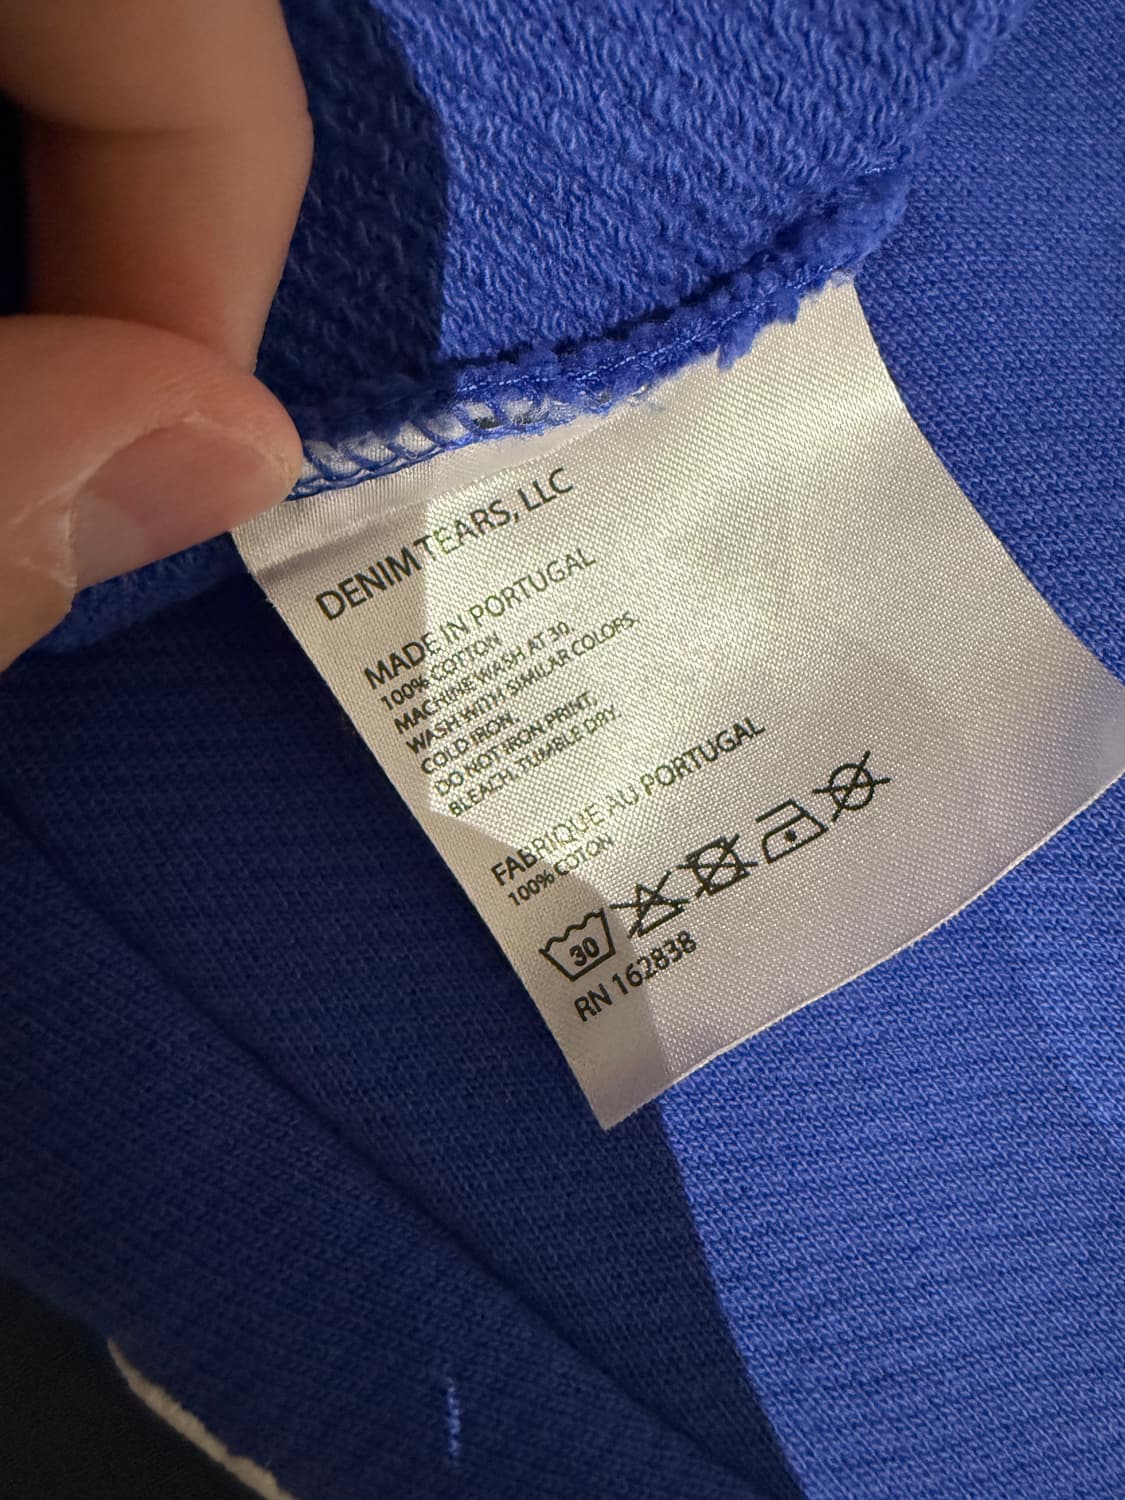 DENIM TEARS, LLC
MADE IN PORTUGAL
100% COTTON
MACHINE WASH AT 30.
WASH WITH SIMILAR COLORS.
COLD IRON.
DO NOT IRON PRINT,
BLEACH, TUMBLE DRY.
FABRIQUE AU PORTUGAL
100% COTON
30
RN 162838